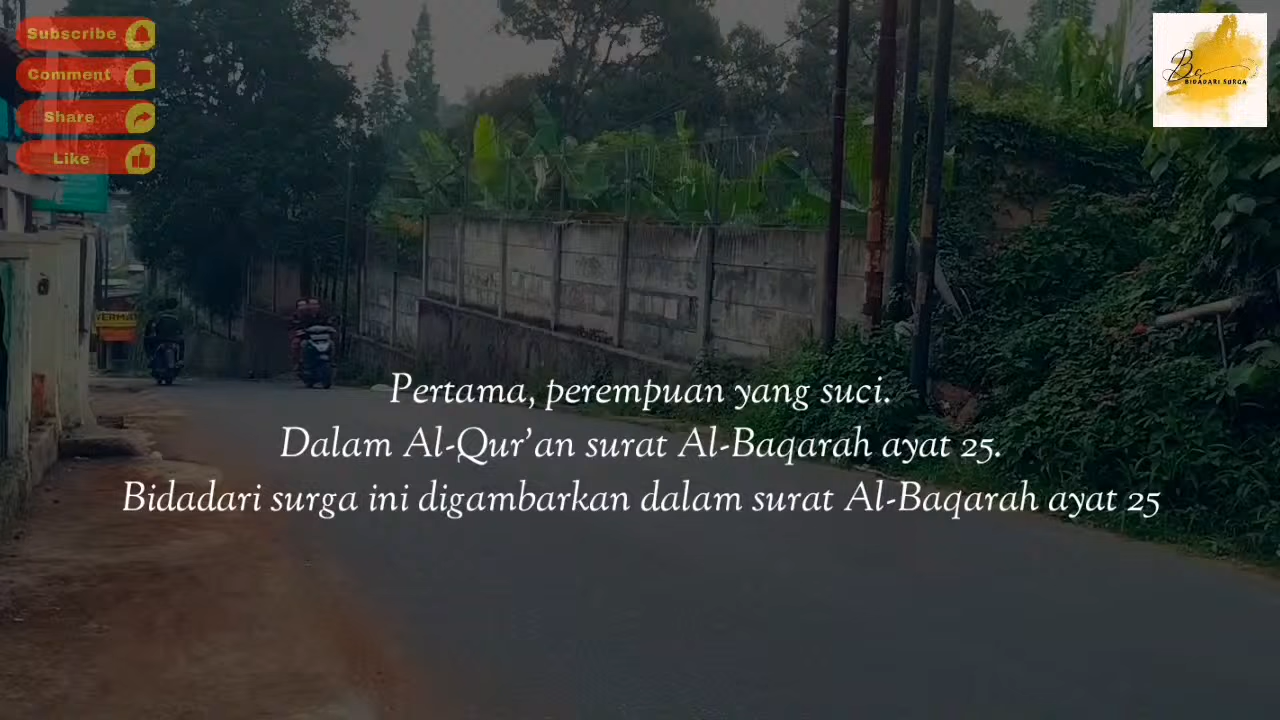 Subscribe
Comment
Share
Like
BIDADARI SURGA
Pertama, perempuan yang suci.
Dalam Al-Qur'an surat Al-Baqarah ayat 25.
Bidadari surga ini digambarkan dalam surat Al-Baqarah ayat 25